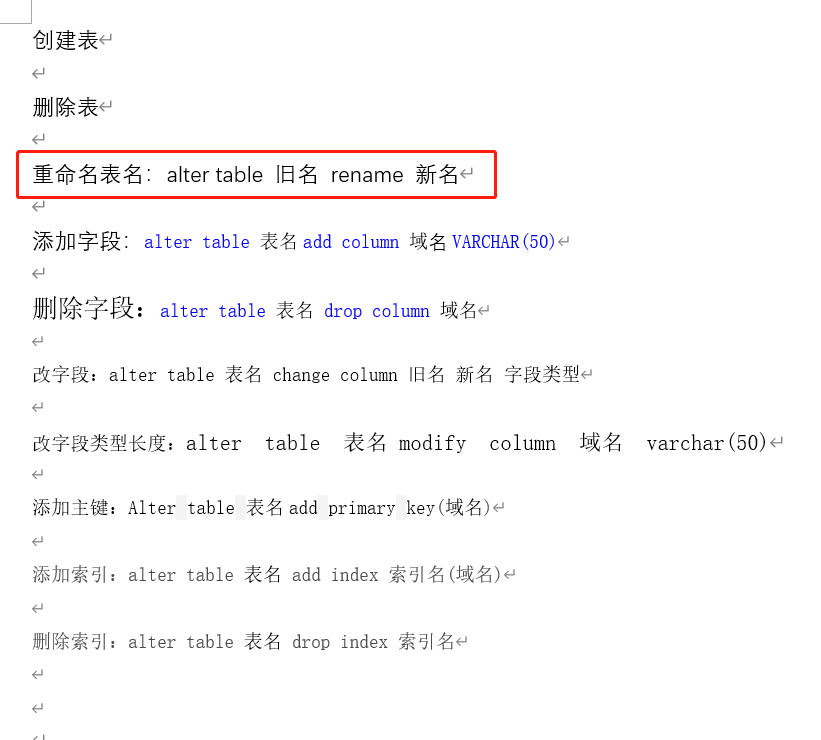 创建表
删除表
重命名表名：alter table 旧名 rename 新名
添加字段：alter table 表名 add column 域名 VARCHAR(50)
删除字段：alter table 表名 drop column 域名
改字段：alter table 表名 change column 旧名 新名 字段类型
改字段类型长度：alter table 表名 modify column 域名 varchar(50)
添加主键：Alter table 表名 add primary key(域名)
添加索引：alter table 表名 add index 索引名(域名)
删除索引：alter table 表名 drop index 索引名